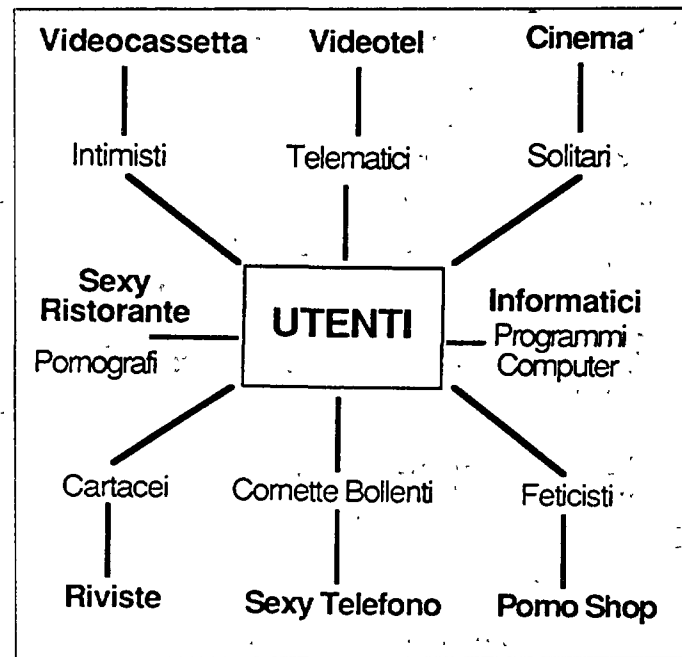 Videocassetta Videotel Cinema
Intimisti Telematici Solitari
Sexy
Ristorante
Pornografi
UTENTI
Informatici
Programmi
Computer
Cartacei Cornette Bollenti Feticisti
Riviste Sexy Telefono Porno Shop